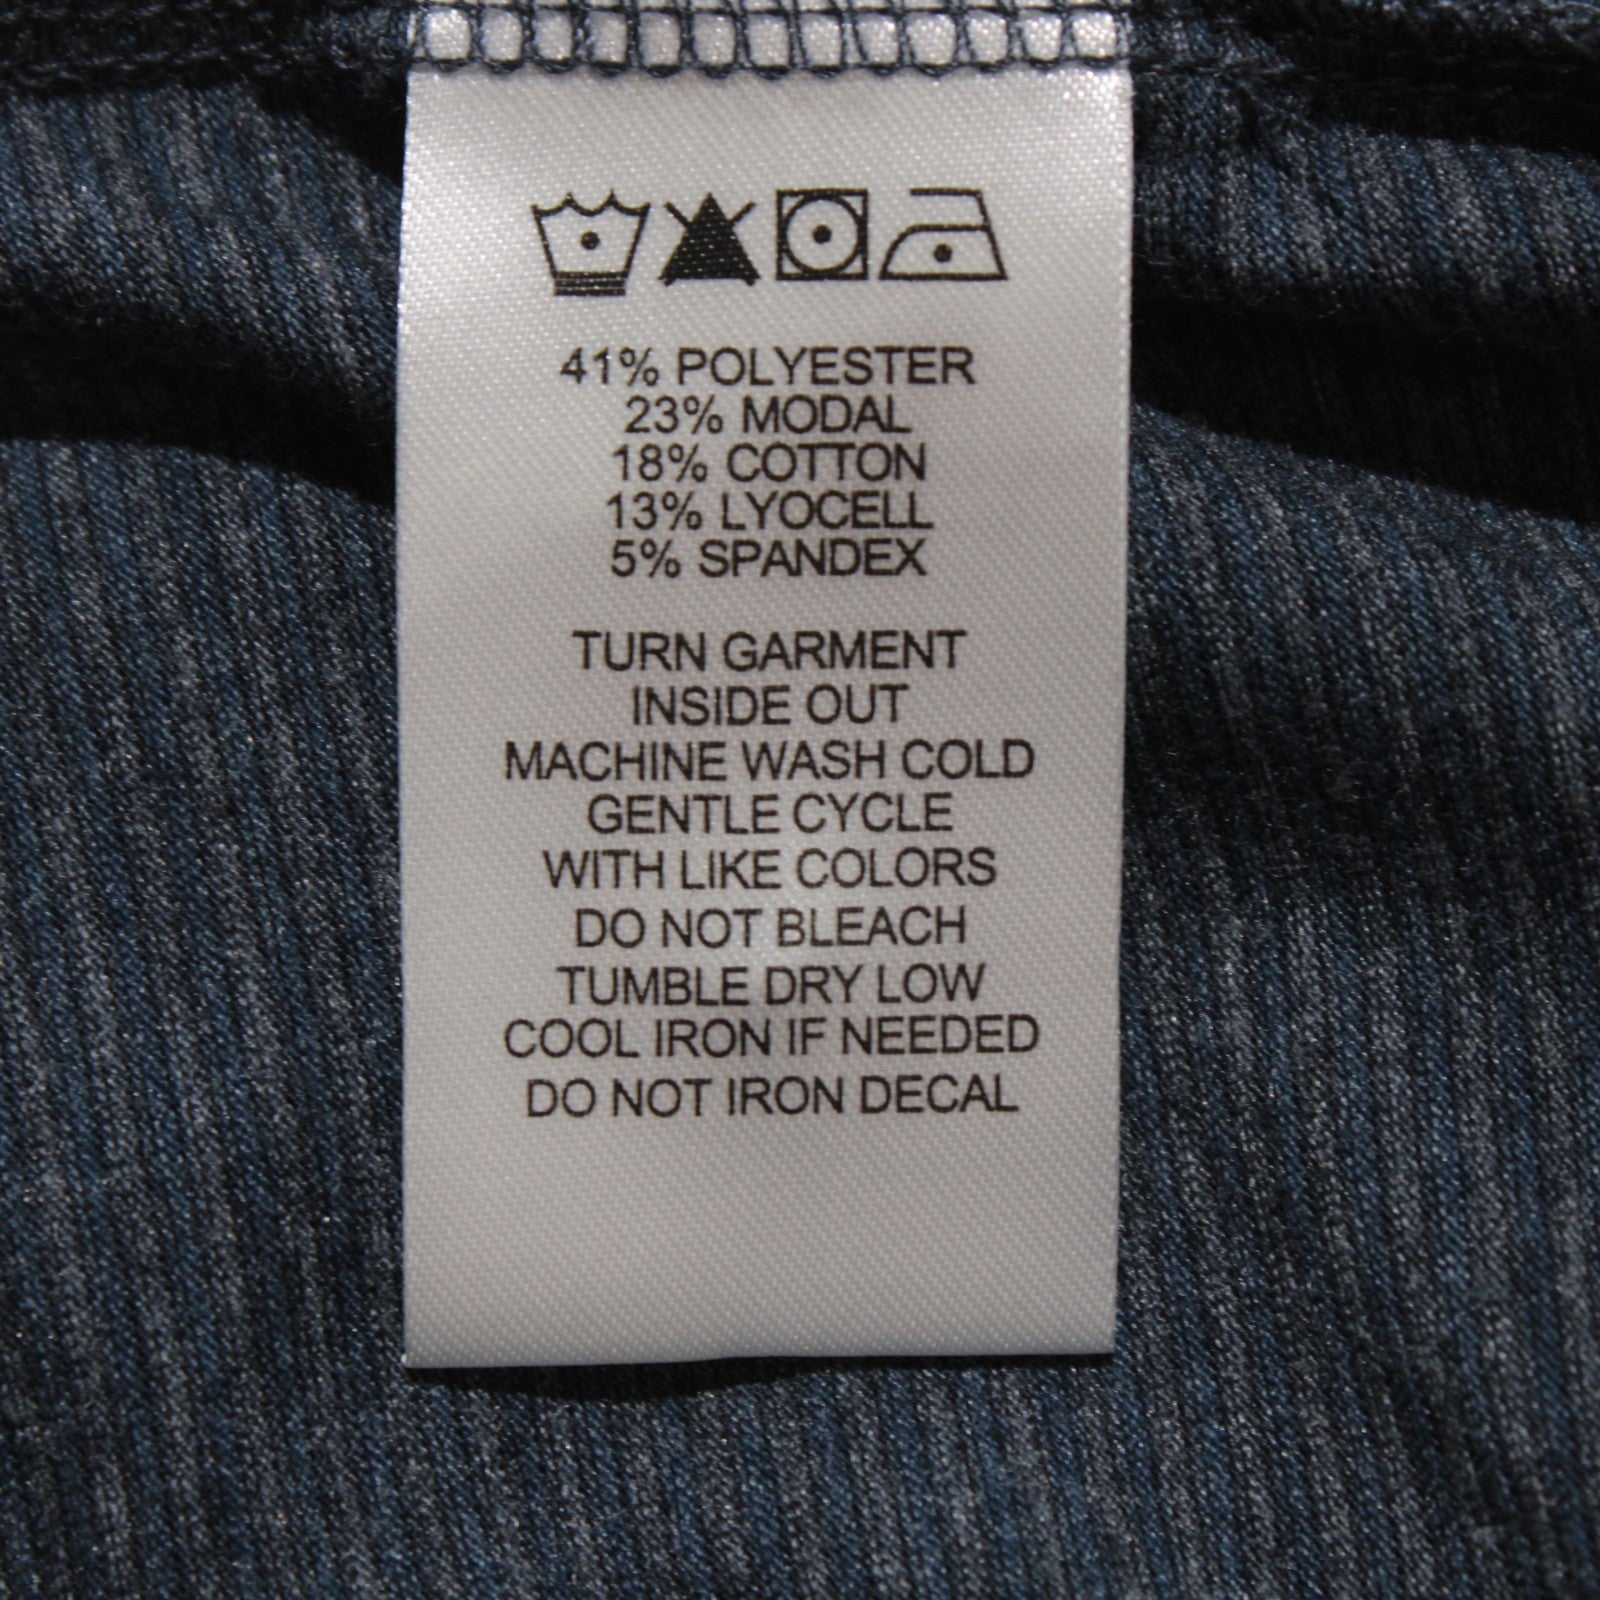 41% POLYESTER
23% MODAL
18% COTTON
13% LYOCELL
5% SPANDEX
TURN GARMENT
INSIDE OUT
MACHINE WASH COLD
GENTLE CYCLE
WITH LIKE COLORS
DO NOT BLEACH
TUMBLE DRY LOW
COOL IRON IF NEEDED
DO NOT IRON DECAL